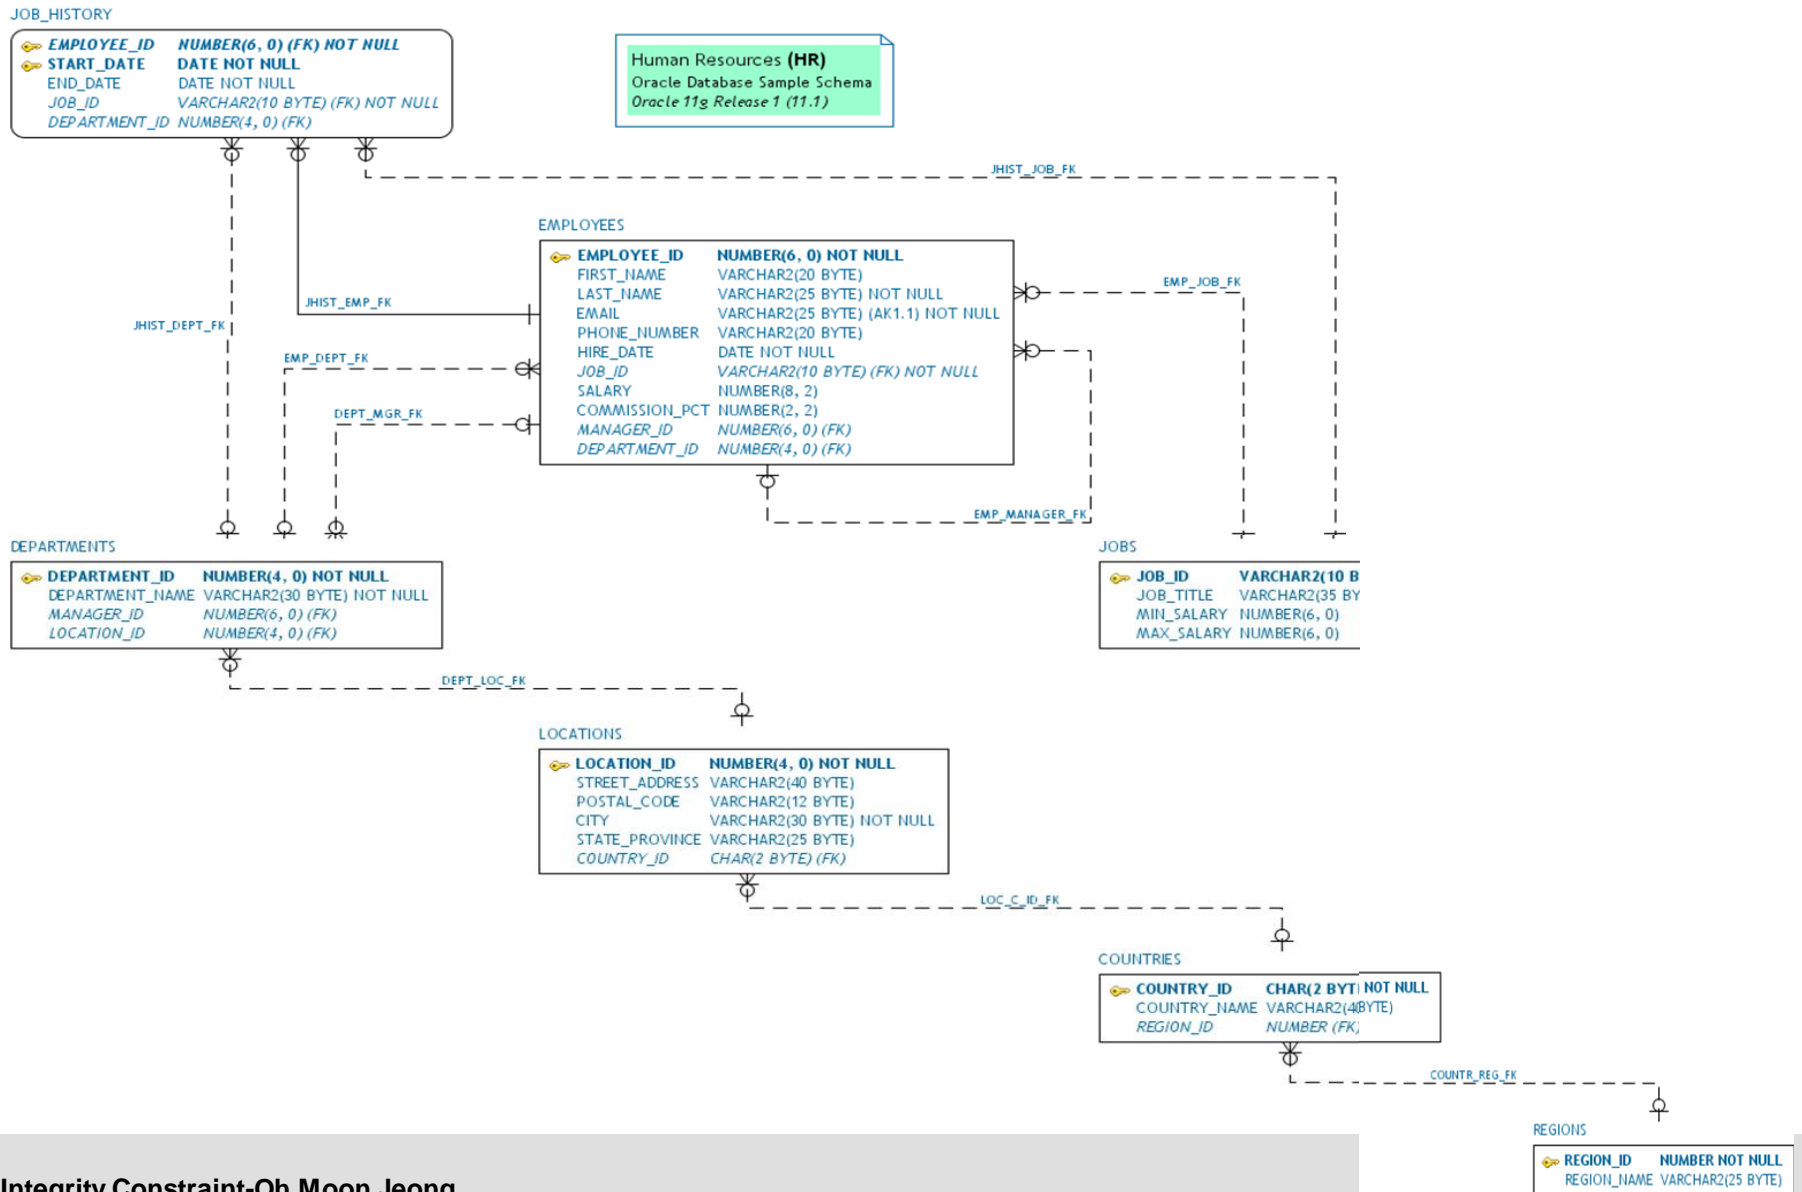 JOB_HISTORY
EMPLOYEE_ID NUMBER(6, 0) (FK) NOT NULL
START_DATE DATE NOT NULL
END_DATE DATE NOT NULL
JOB_ID VARCHAR2(10 BYTE) (FK) NOT NULL
DEPARTMENT_ID NUMBER(4, 0) (FK)
Human Resources (HR)
Oracle Database Sample Schema
Oracle 11g Release 1 (11.1)
JHIST_JOB_FK
EMPLOYEES
EMPLOYEE_ID NUMBER(6, 0) NOT NULL
FIRST_NAME VARCHAR2(20 BYTE)
LAST_NAME VARCHAR2(25 BYTE) NOT NULL
EMAIL VARCHAR2(25 BYTE) (AK1.1) NOT NULL
PHONE_NUMBER VARCHAR2(20 BYTE)
HIRE_DATE DATE NOT NULL
JOB_ID VARCHAR2(10 BYTE) (FK) NOT NULL
SALARY NUMBER(8, 2)
COMMISSION_PCT NUMBER(2, 2)
MANAGER_ID NUMBER(6, 0) (FK)
DEPARTMENT_ID NUMBER(4, 0) (FK)
EMP_JOB_FK
JHIST_EMP_FK
JHIST_DEPT_FK
EMP_DEPT_FK
DEPT_MGR_FK
EMP_MANAGER_FK
DEPARTMENTS
DEPARTMENT_ID NUMBER(4, 0) NOT NULL
DEPARTMENT_NAME VARCHAR2(30 BYTE) NOT NULL
MANAGER_ID NUMBER(6, 0) (FK)
LOCATION_ID NUMBER(4, 0) (FK)
JOBS
JOB_ID VARCHAR2(10 B
JOB_TITLE VARCHAR2(35 BY
MIN_SALARY NUMBER(6, 0)
MAX_SALARY NUMBER(6, 0)
DEPT_LOC_FK
LOCATIONS
LOCATION_ID NUMBER(4, 0) NOT NULL
STREET_ADDRESS VARCHAR2(40 BYTE)
POSTAL_CODE VARCHAR2(12 BYTE)
CITY VARCHAR2(30 BYTE) NOT NULL
STATE_PROVINCE VARCHAR2(25 BYTE)
COUNTRY_ID CHAR(2 BYTE) (FK)
LOC_C_ID_FK
COUNTRIES
COUNTRY_ID CHAR(2 BYT NOT NULL
COUNTRY_NAME VARCHAR2(40BYTE)
REGION_ID NUMBER (FK)
COUNTR_REG_FK
REGIONS
REGION_ID NUMBER NOT NULL
REGION_NAME VARCHAR2(25 BYTE)
Integrity Constraint-Oh Moon Jeong